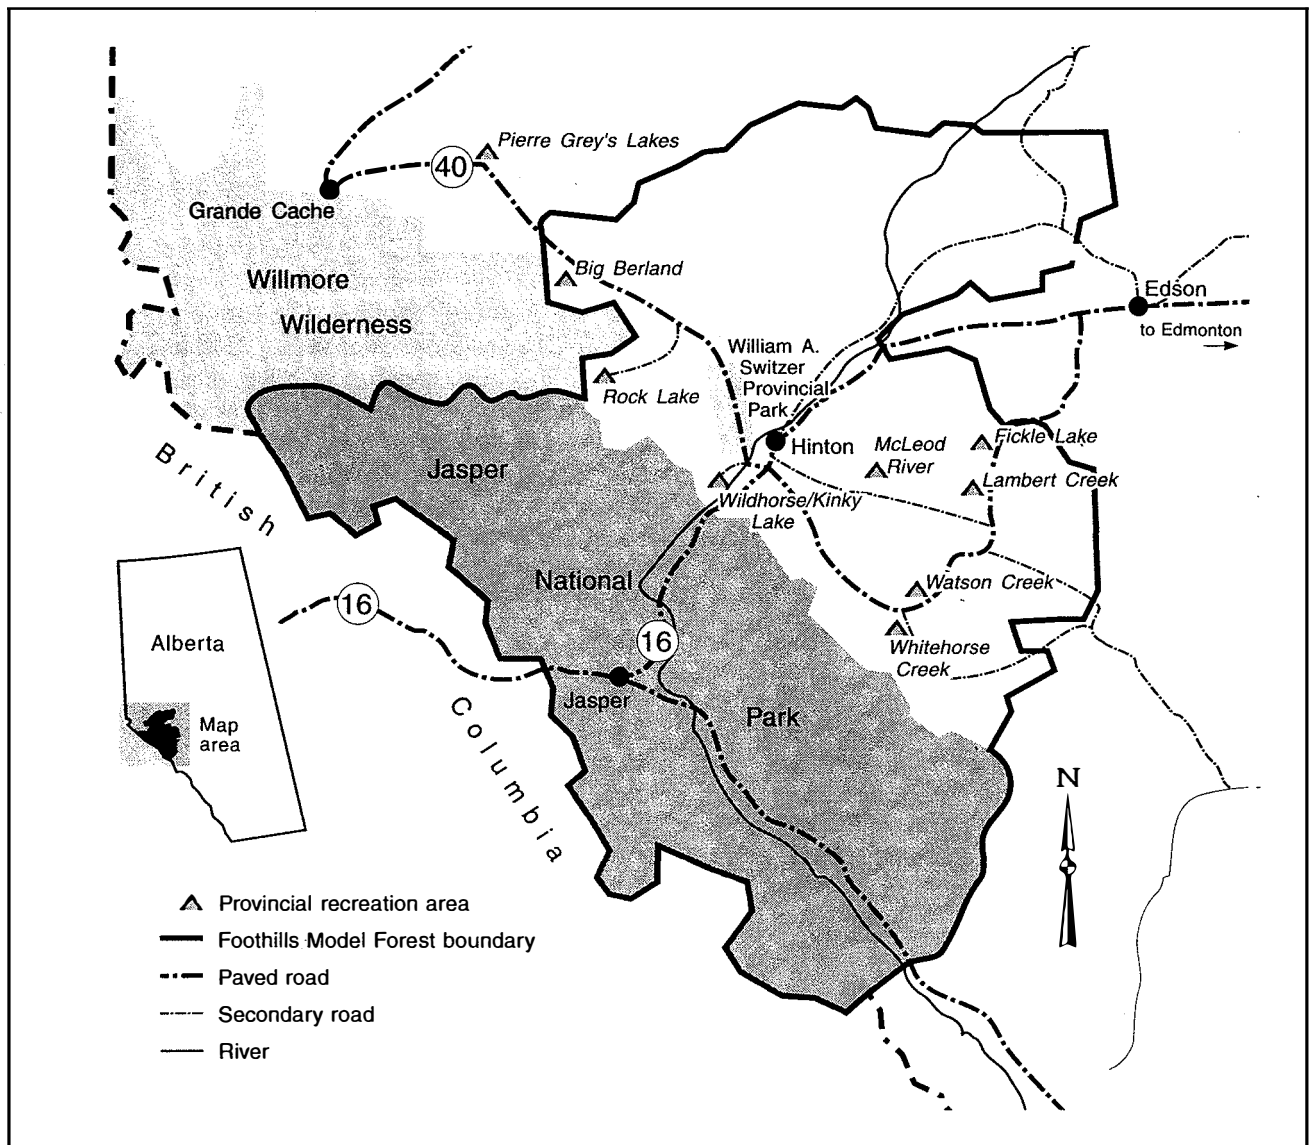 Pierre Grey's Lakes
40
Grande Cache
Willmore
Wilderness
Big Berland
Edson
to Edmonton
William A.
Switzer
Provincial
Park
Rock Lake
Hinton
McLeod
River
Fickle Lake
Lambert Creek
Jasper
British
Wildhorse/Kinky
Lake
National
Watson Creek
16
16
Whitehorse
Creek
Alberta
Jasper
Park
Columbia
Map
area
N
Provincial recreation area
Foothills Model Forest boundary
Paved road
Secondary road
River